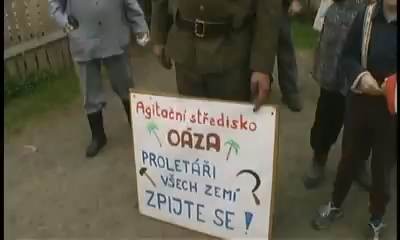 Agitační středisko
OÁZA
PROLETÁŘI
VŠECH ZEMÍ
ZPIJTE SE!